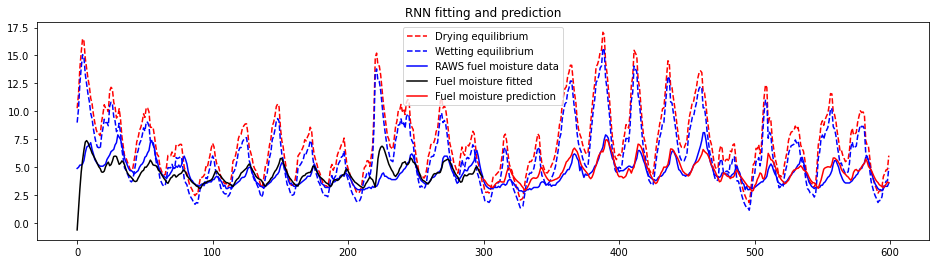 RNN fitting and prediction
17.5
15.0
12.5
10.0
7.5
5.0
2.5
0.0
Drying equilibrium
Wetting equilibrium
RAWS fuel moisture data
Fuel moisture fitted
Fuel moisture prediction
0 100 200 300 400 500 600